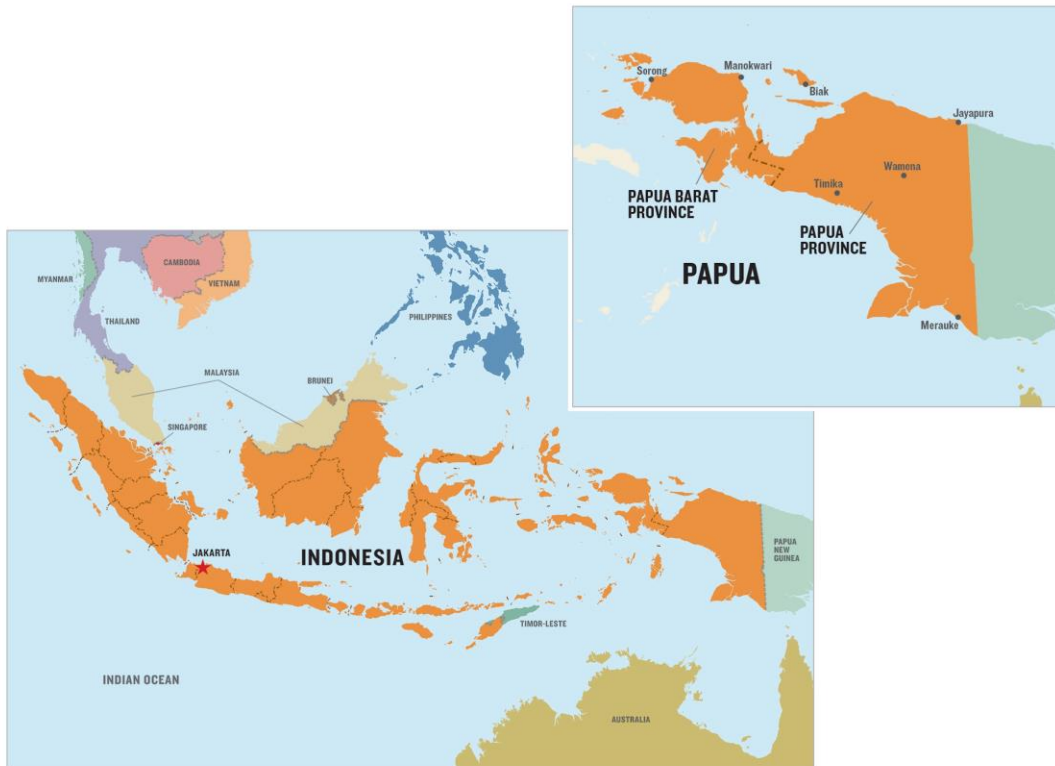 Sorong
Manokwari
Biak
Jayapura
Wamena
Timika
PAPUA BARAT
PROVINCE
PAPUA
PROVINCE
PAPUA
Merauke
MYANMAR
CAMBODIA
VIETNAM
THAILAND
PHILIPPINES
MALAYSIA
BRUNEI
SINGAPORE
JAKARTA
INDONESIA
PAPUA
NEW
GUINEA
TIMOR-LESTE
INDIAN OCEAN
AUSTRALIA